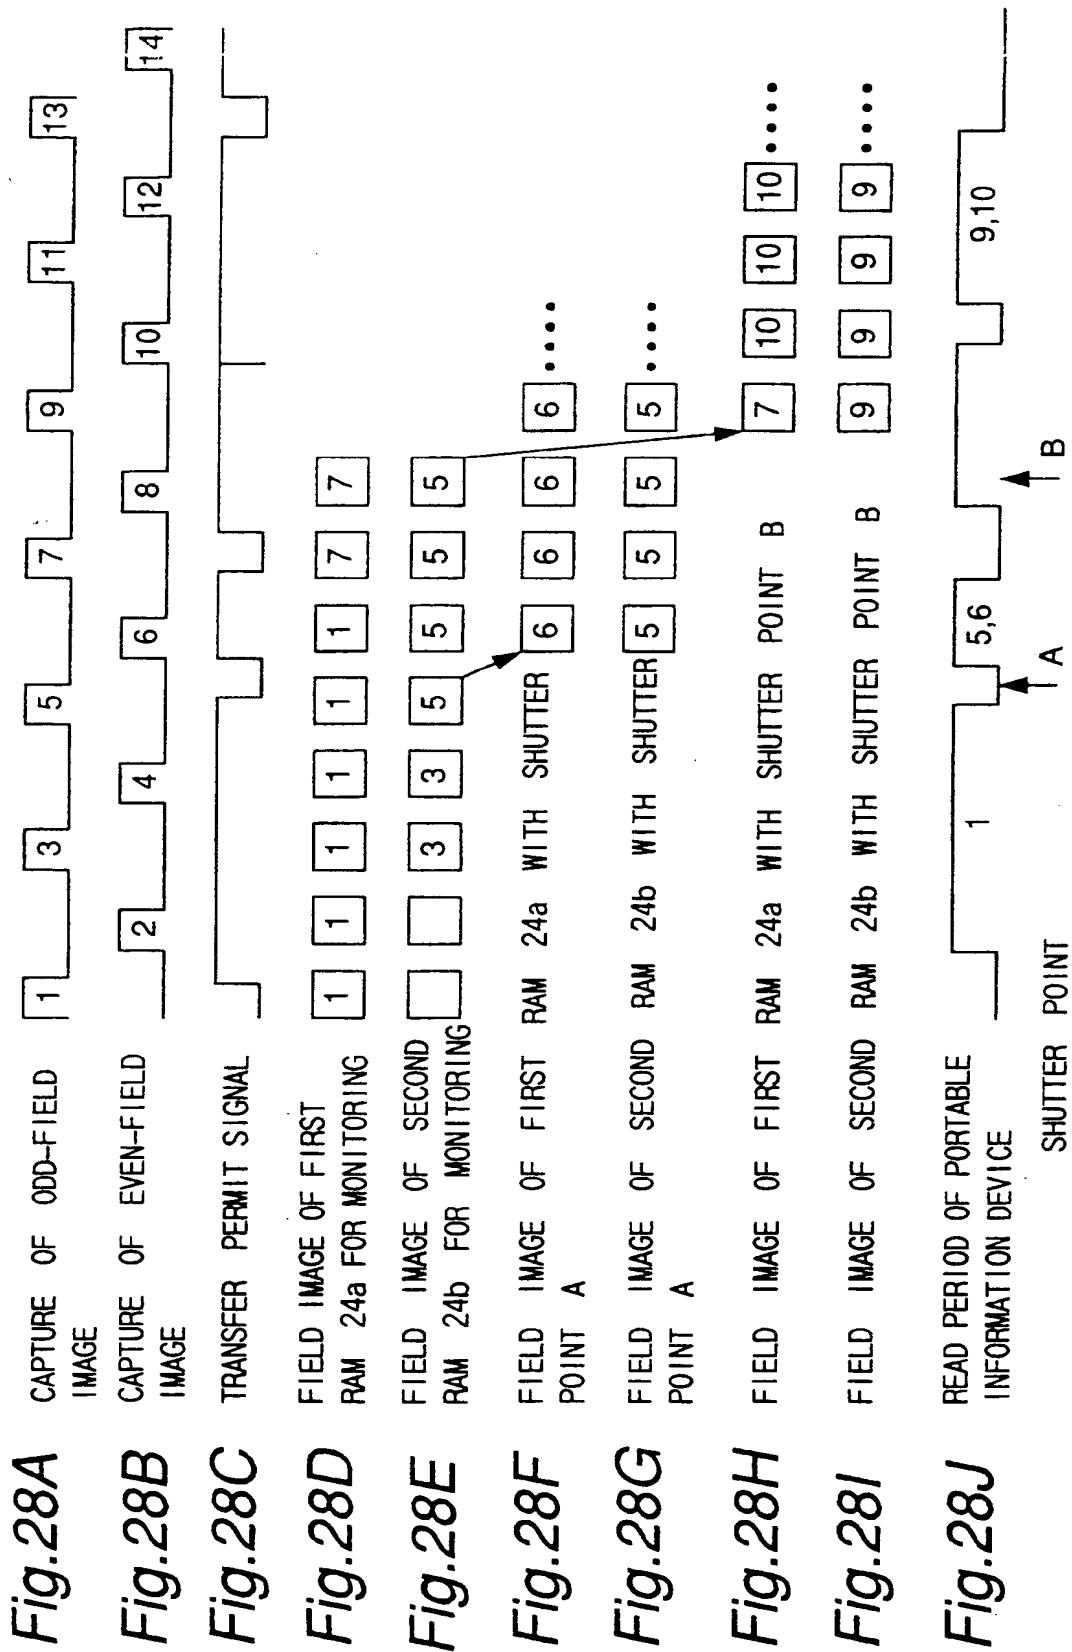 Fig.28A CAPTURE OF ODD-FIELD
IMAGE
1 3 5 7 9 11 13
Fig.28B CAPTURE OF EVEN-FIELD
IMAGE
2 4 6 8 10 12 14
Fig.28C TRANSFER PERMIT SIGNAL
Fig.28D FIELD IMAGE OF FIRST
RAM 24a FOR MONITORING
1 1 1 1 1 1 7 7
Fig.28E FIELD IMAGE OF SECOND
RAM 24b FOR MONITORING
3 3 5 5 5 5
Fig.28F FIELD IMAGE OF FIRST RAM 24a WITH SHUTTER
POINT A
6 6 6 6 ....
Fig.28G FIELD IMAGE OF SECOND RAM 24b WITH SHUTTER
POINT A
5 5 5 5 ....
Fig.28H FIELD IMAGE OF FIRST RAM 24a WITH SHUTTER POINT B
7 10 10 10 ....
Fig.28I FIELD IMAGE OF SECOND RAM 24b WITH SHUTTER POINT B
9 9 9 9 ....
Fig.28J READ PERIOD OF PORTABLE
INFORMATION DEVICE
1 5,6 9,10
SHUTTER POINT A B